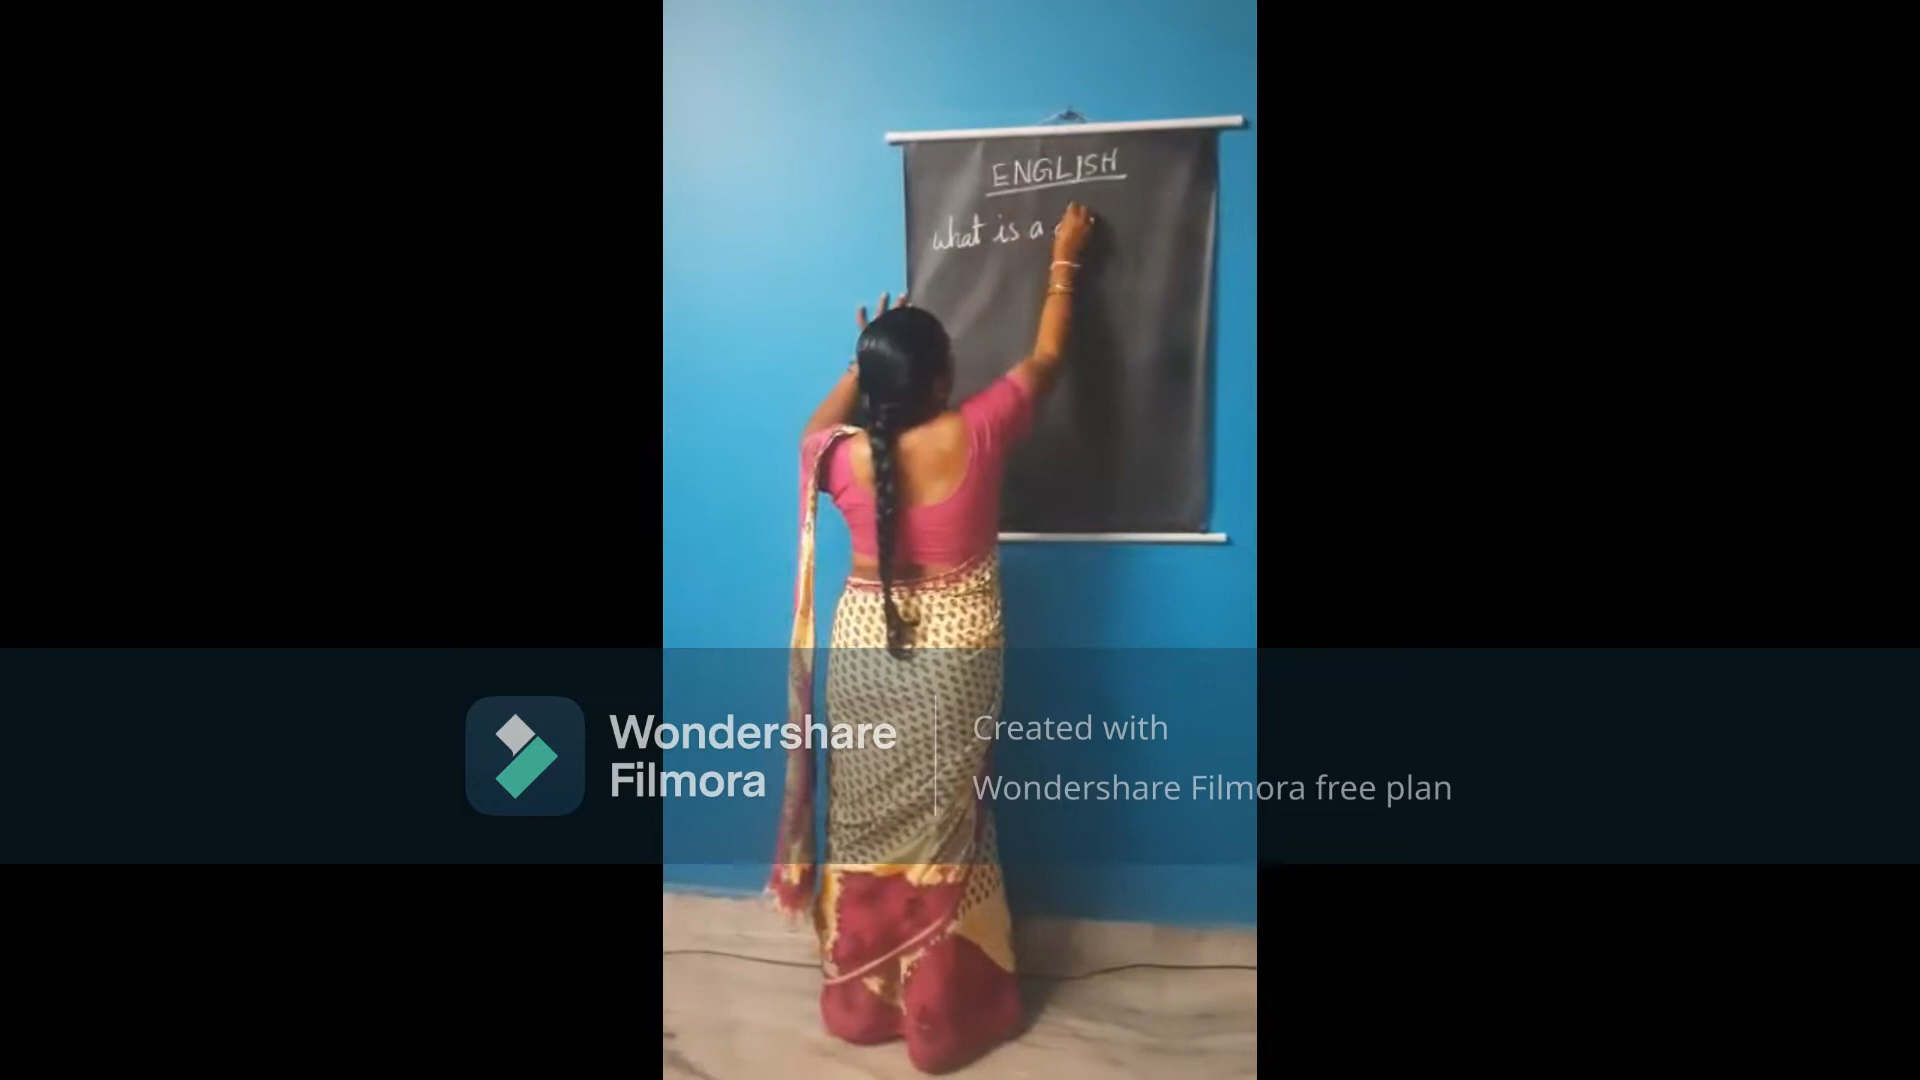 ENGLISH
what is a
Wondershare
Filmora
Created with
Wondershare Filmora free plan